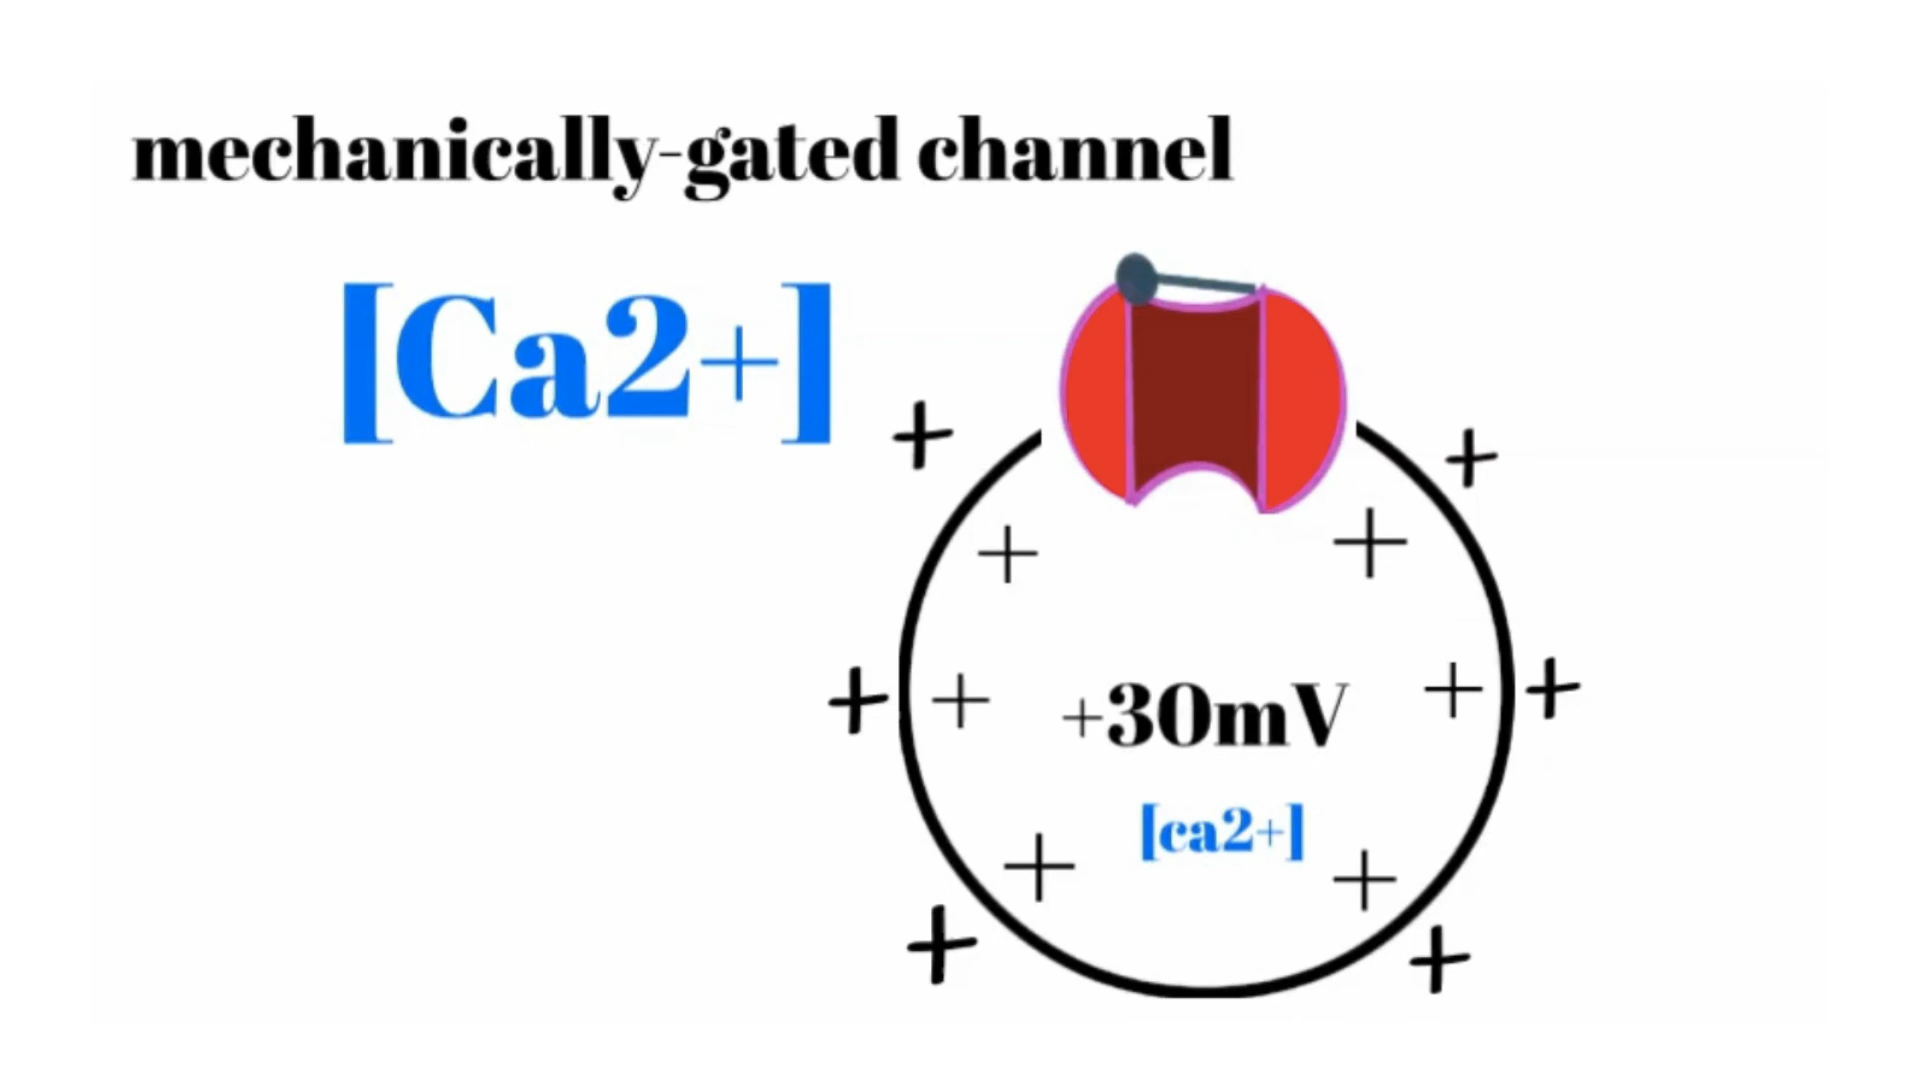 mechanically-gated channel
[Ca2+]
+ +
+ +
+ + + +
+30mV
[ca2+]
+ +
+ +